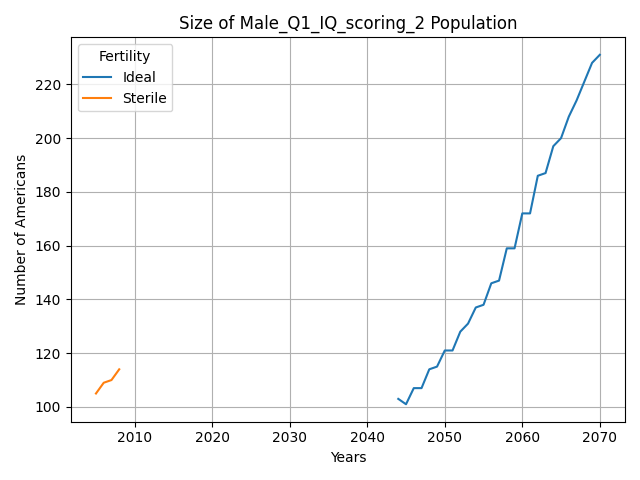 Size of Male_Q1_IQ_scoring_2 Population
Fertility
Ideal
Sterile
Number of Americans
220
200
180
160
140
120
100
2010 2020 2030 2040 2050 2060 2070
Years